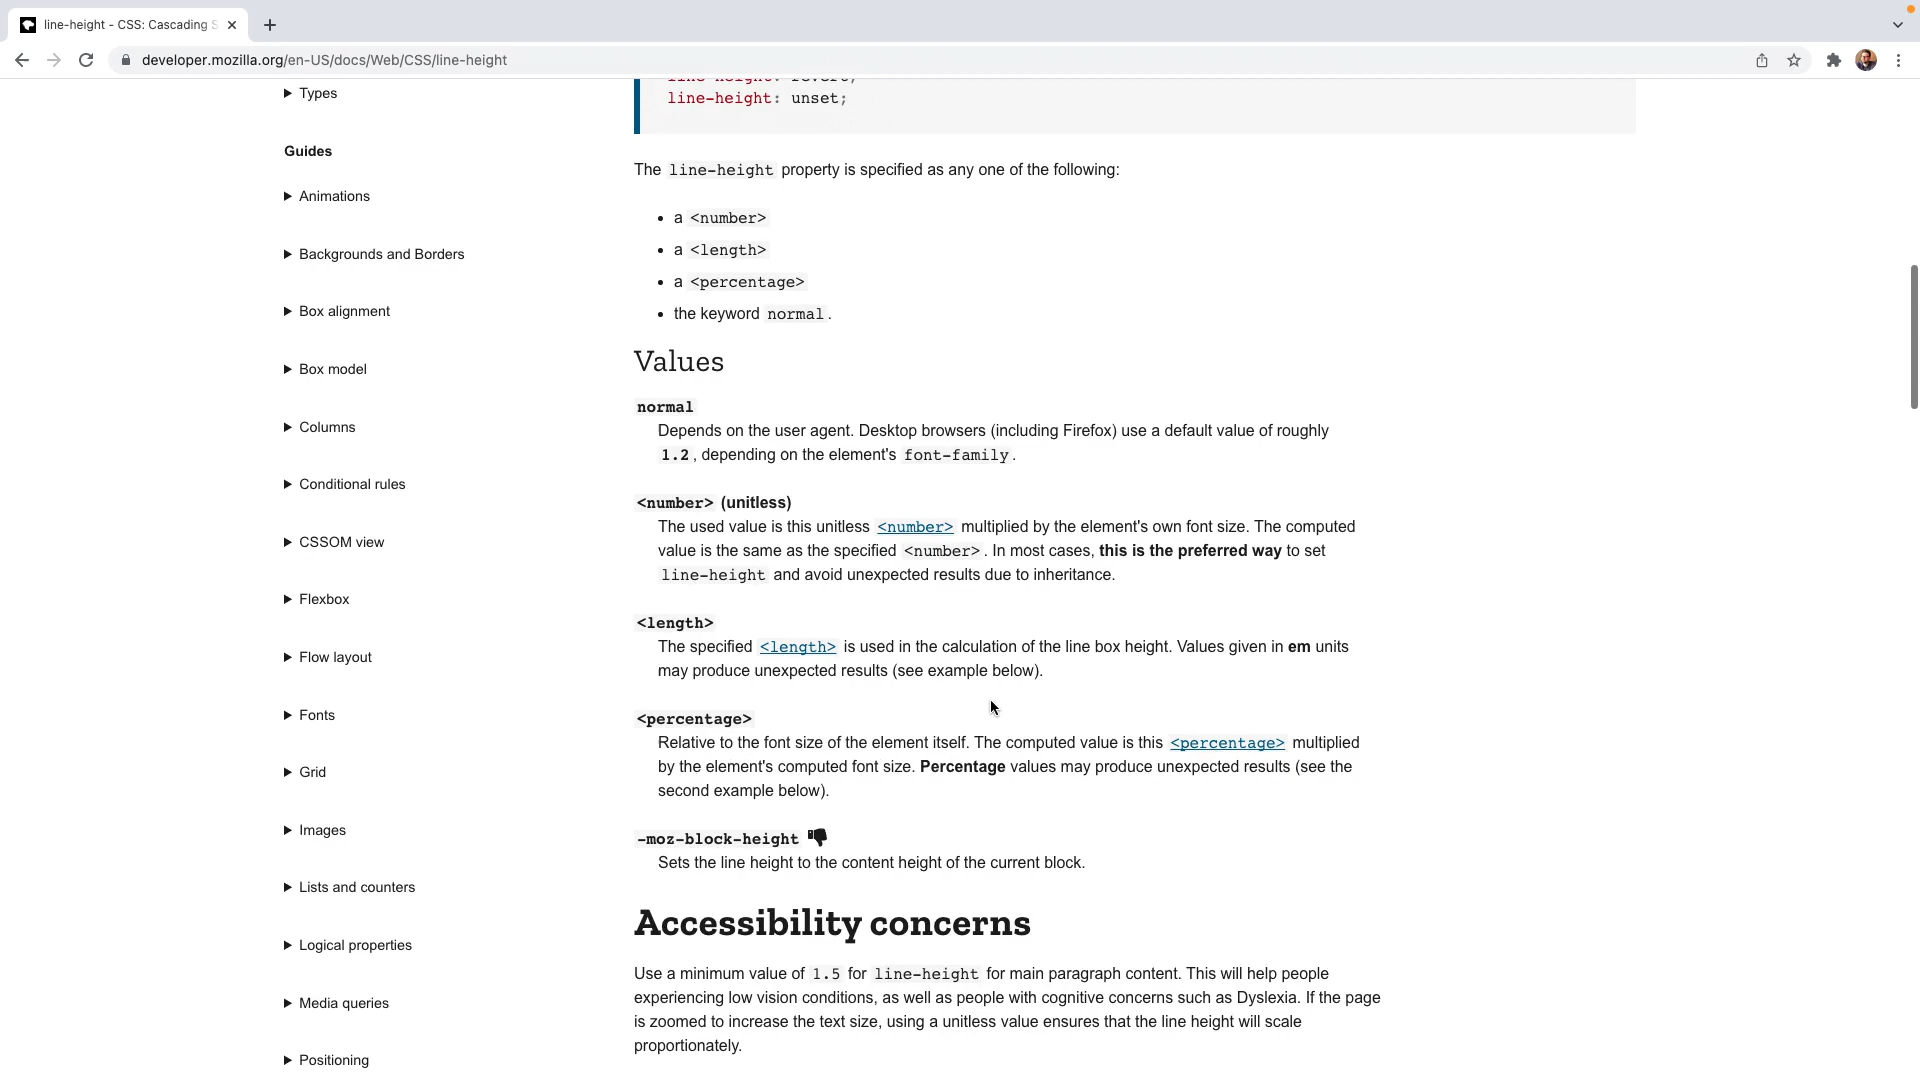 line-height - CSS: Cascading S
developer.mozilla.org/en-US/docs/Web/CSS/line-height
Types
Guides
Animations
Backgrounds and Borders
Box alignment
Box model
Columns
Conditional rules
CSSOM view
Flexbox
Flow layout
Fonts
Grid
Images
Lists and counters
Logical properties
Media queries
Positioning
line-height: revert;
line-height: unset;
The line-height property is specified as any one of the following:
• a <number>
• a <length>
• a <percentage>
• the keyword normal.
Values
normal
Depends on the user agent. Desktop browsers (including Firefox) use a default value of roughly
1.2, depending on the element's font-family.
<number> (unitless)
The used value is this unitless <number> multiplied by the element's own font size. The computed
value is the same as the specified <number>. In most cases, this is the preferred way to set
line-height and avoid unexpected results due to inheritance.
<length>
The specified <length> is used in the calculation of the line box height. Values given in em units
may produce unexpected results (see example below).
<percentage>
Relative to the font size of the element itself. The computed value is this <percentage> multiplied
by the element's computed font size. Percentage values may produce unexpected results (see the
second example below).
-moz-block-height
Sets the line height to the content height of the current block.
Accessibility concerns
Use a minimum value of 1.5 for line-height for main paragraph content. This will help people
experiencing low vision conditions, as well as people with cognitive concerns such as Dyslexia. If the page
is zoomed to increase the text size, using a unitless value ensures that the line height will scale
proportionately.